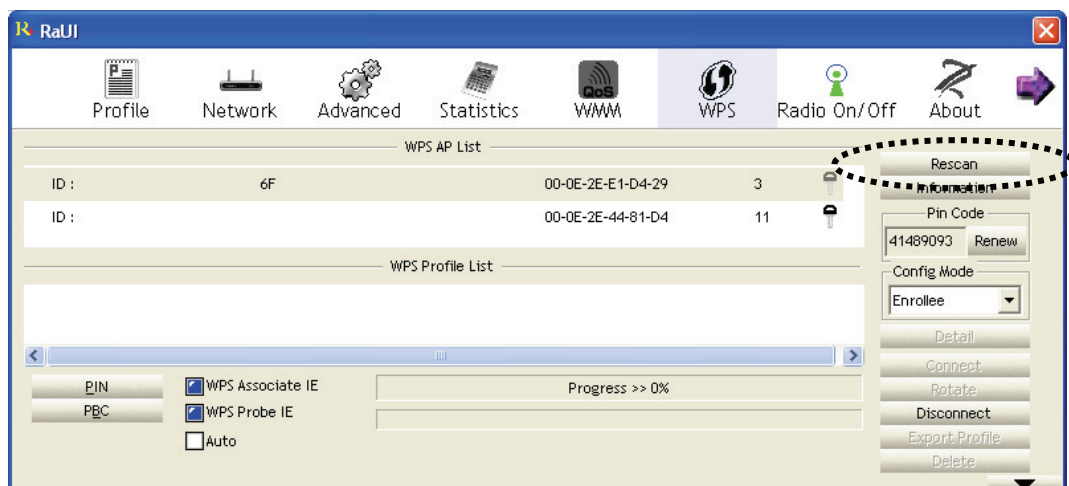 RaUI
Profile Network Advanced Statistics QoS WMM WPS Radio On/Off About
WPS AP List
ID : 6F 00-0E-2E-E1-D4-29 3
ID : 00-0E-2E-44-81-D4 11
WPS Profile List
PIN
PBC
WPS Associate IE
WPS Probe IE
Auto
Progress >> 0%
Rescan
Information
Pin Code
41489093 Renew
Config Mode
Enrollee
Detail
Connect
Rotate
Disconnect
Export Profile
Delete